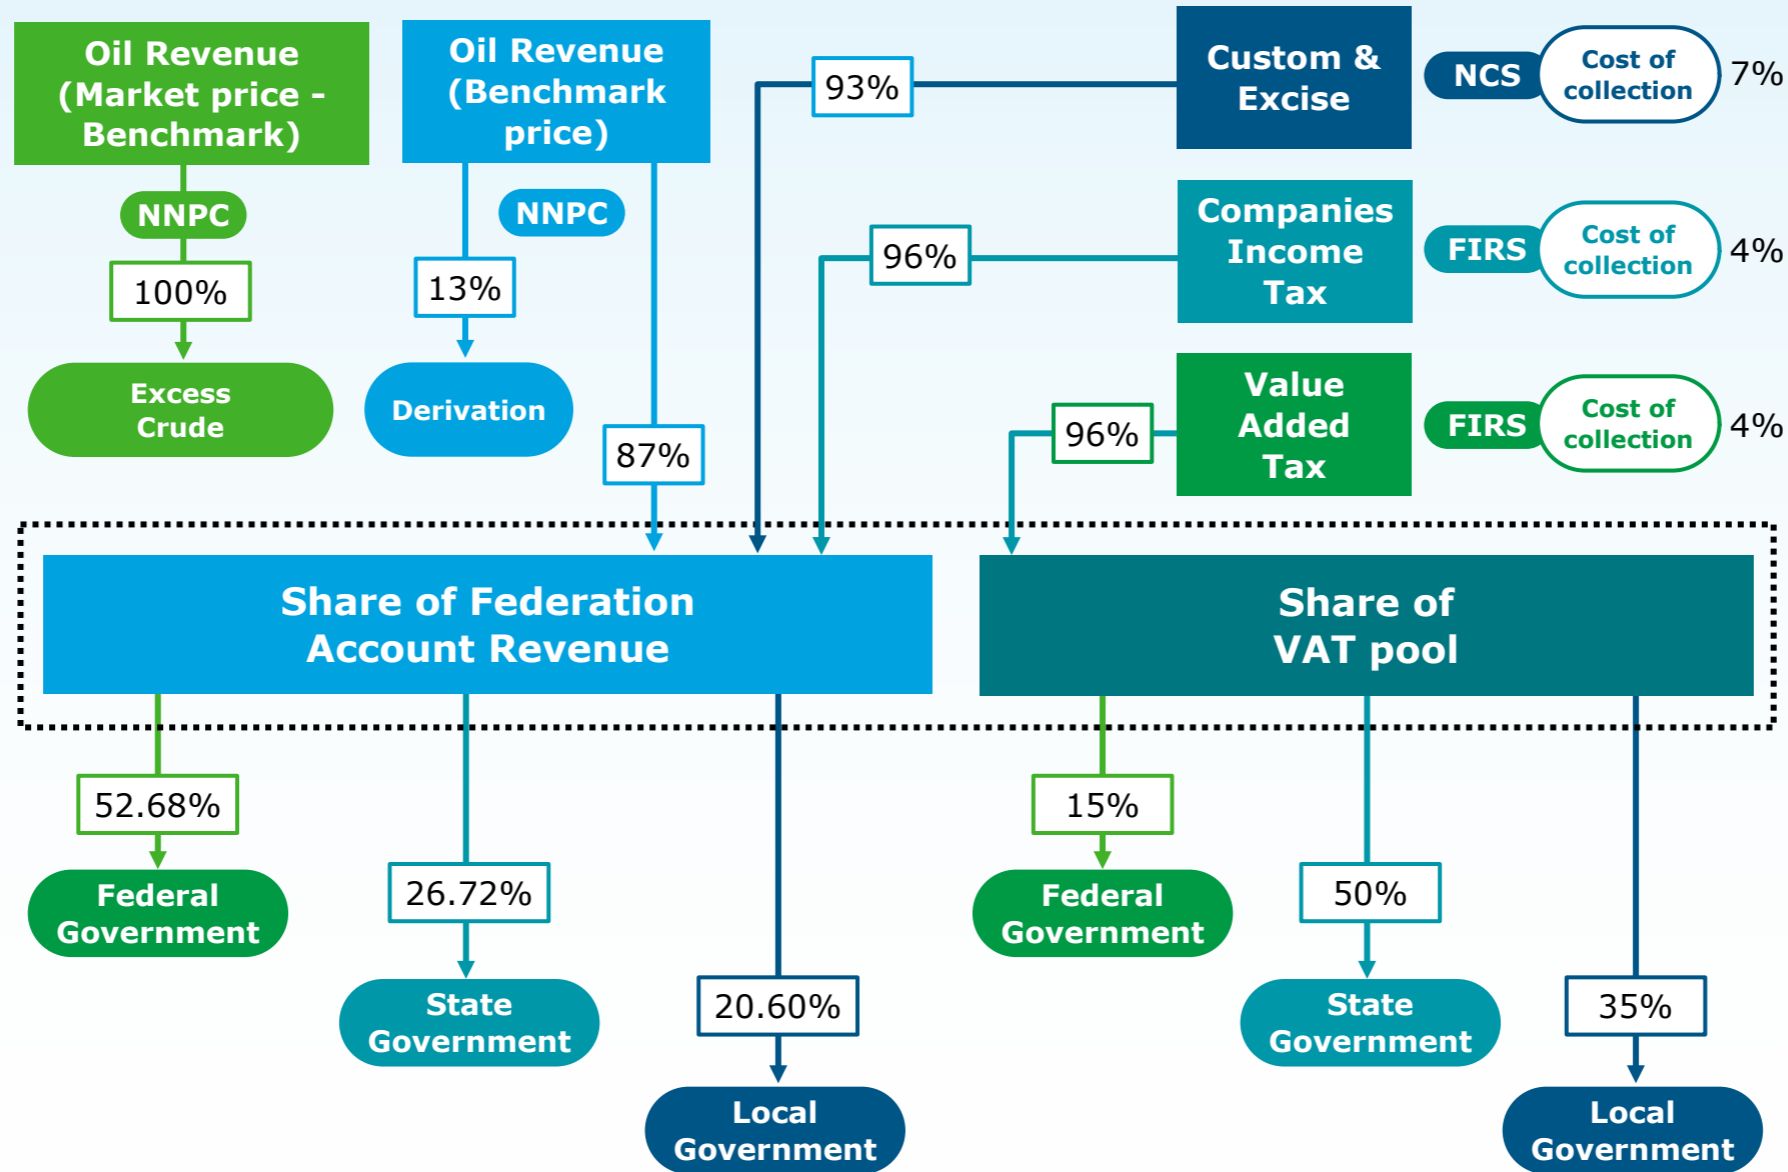 Oil Revenue
(Market price -
Benchmark)
NNPC
100%
Excess
Crude
Oil Revenue
(Benchmark
price)
NNPC
13%
Derivation
87%
Custom &
Excise
93%
NCS
Cost of
collection
7%
Companies
Income
Tax
96%
FIRS
Cost of
collection
4%
Value
Added
Tax
96%
FIRS
Cost of
collection
4%
Share of Federation
Account Revenue
52.68%
Federal
Government
26.72%
State
Government
20.60%
Local
Government
Share of
VAT pool
15%
Federal
Government
50%
State
Government
35%
Local
Government